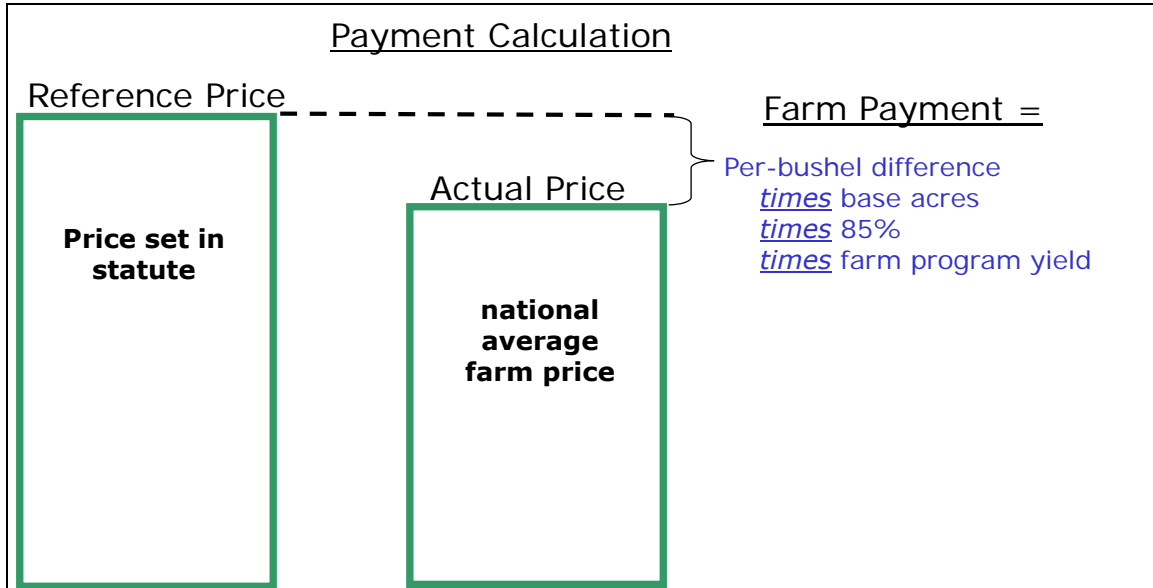 Payment Calculation
Reference Price
Price set in
statute
Actual Price
national
average
farm price
Farm Payment =
Per-bushel difference
times base acres
times 85%
times farm program yield